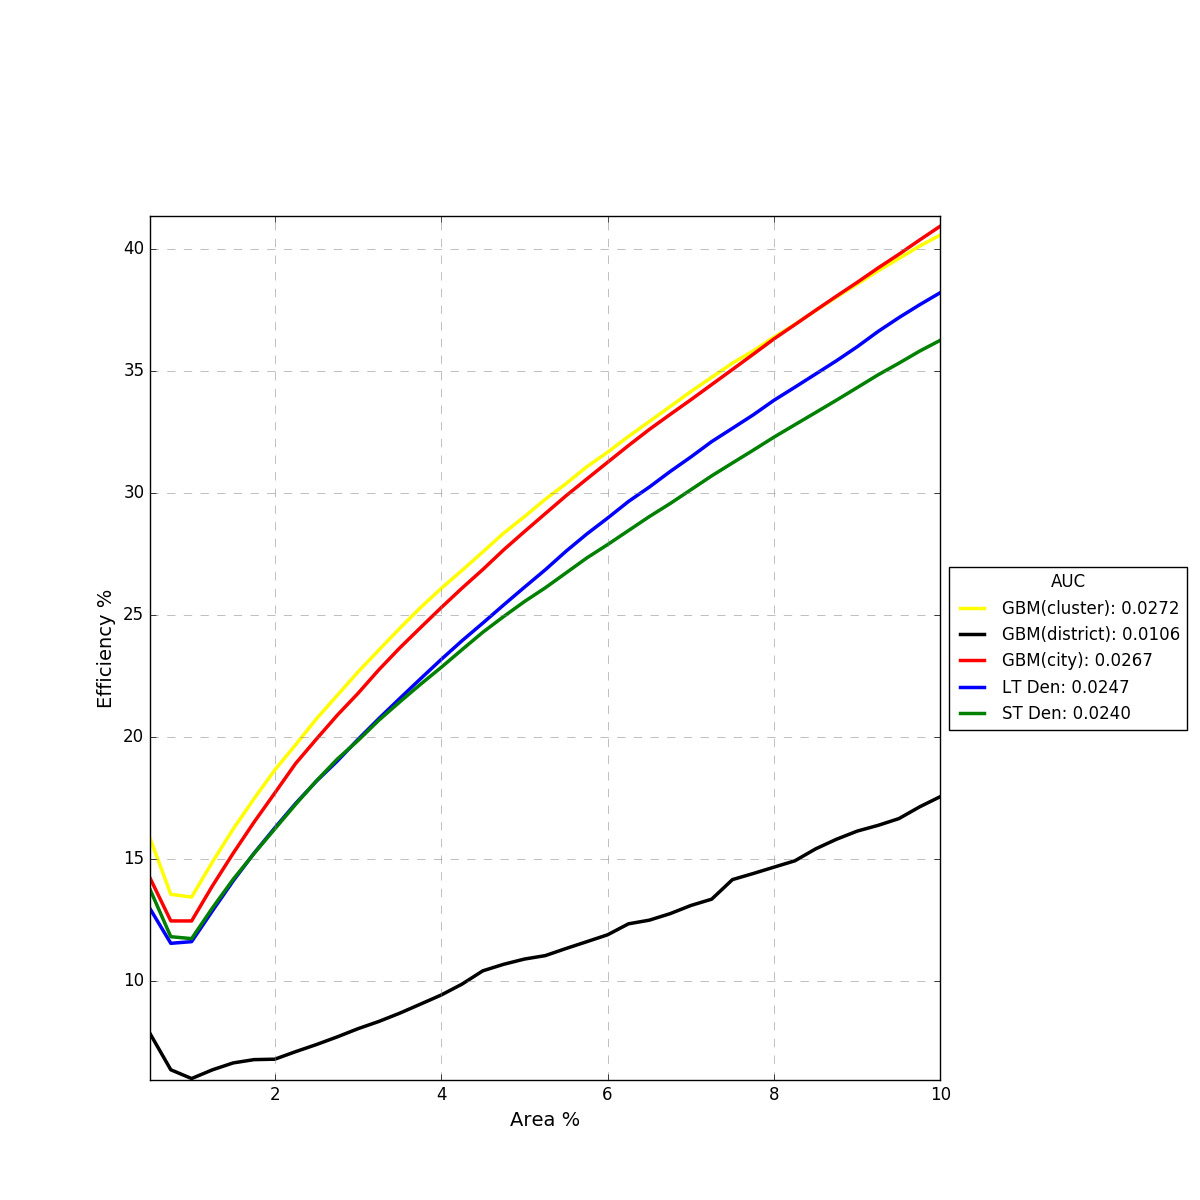 40
35
30
25
20
15
10
Efficiency %
2 4 6 8 10
Area %
AUC
GBM(cluster): 0.0272
GBM(district): 0.0106
GBM(city): 0.0267
LT Den: 0.0247
ST Den: 0.0240